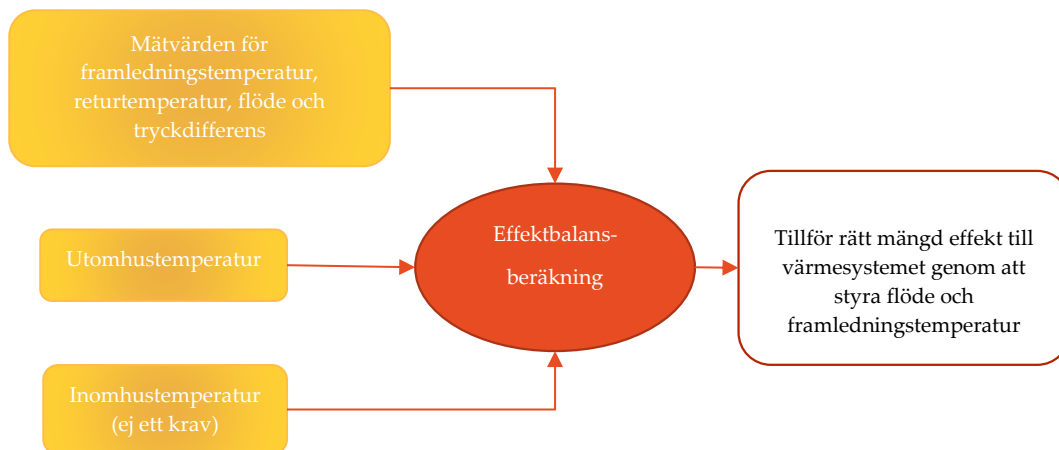 Mätvärden för
framledningstemperatur,
returtemperatur, flöde och
tryckdifferens
Utomhustemperatur
Inomhustemperatur
(ej ett krav)
Effektbalans-
beräkning
Tillför rätt mängd effekt till
värmesystemet genom att
styra flöde och
framledningstemperatur